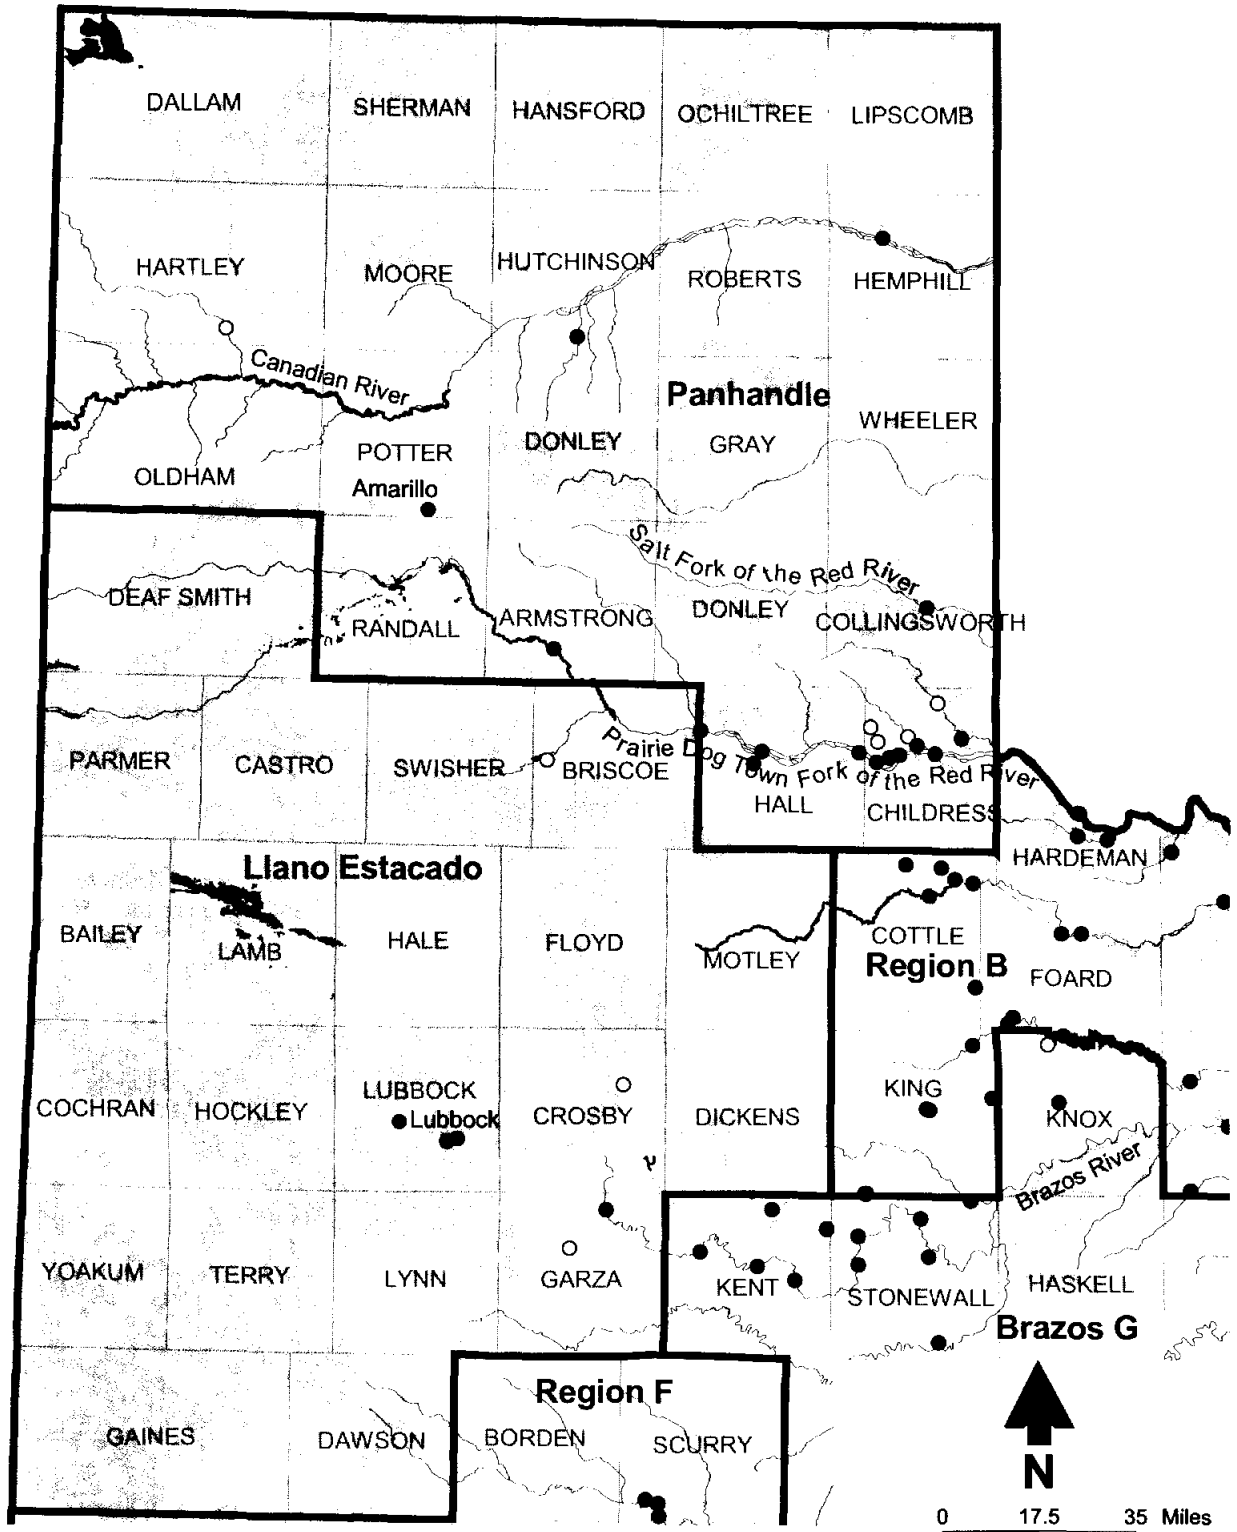 DALLAM
SHERMAN
HANSFORD
OCHILTREE
LIPSCOMB
HARTLEY
MOORE
HUTCHINSON
ROBERTS
HEMPHILL
Canadian River
Panhandle
WHEELER
OLDHAM
POTTER
DONLEY
GRAY
Amarillo
Salt Fork of the Red River
DEAF SMITH
RANDALL
ARMSTRONG
DONLEY
COLLINGSWORTH
PARMER
CASTRO
SWISHER
BRISCOE
Prairie Dog Town Fork of the Red River
HALL
CHILDRESS
HARDEMAN
Llano Estacado
BAILEY
LAMB
HALE
FLOYD
MOTLEY
COTTLE
Region B
FOARD
COCHRAN
HOCKLEY
LUBBOCK
Lubbock
CROSBY
DICKENS
KING
KNOX
Brazos River
YOAKUM
TERRY
LYNN
GARZA
KENT
STONEWALL
HASKELL
Brazos G
Region F
GAINES
DAWSON
BORDEN
SCURRY
N
0 17.5 35 Miles